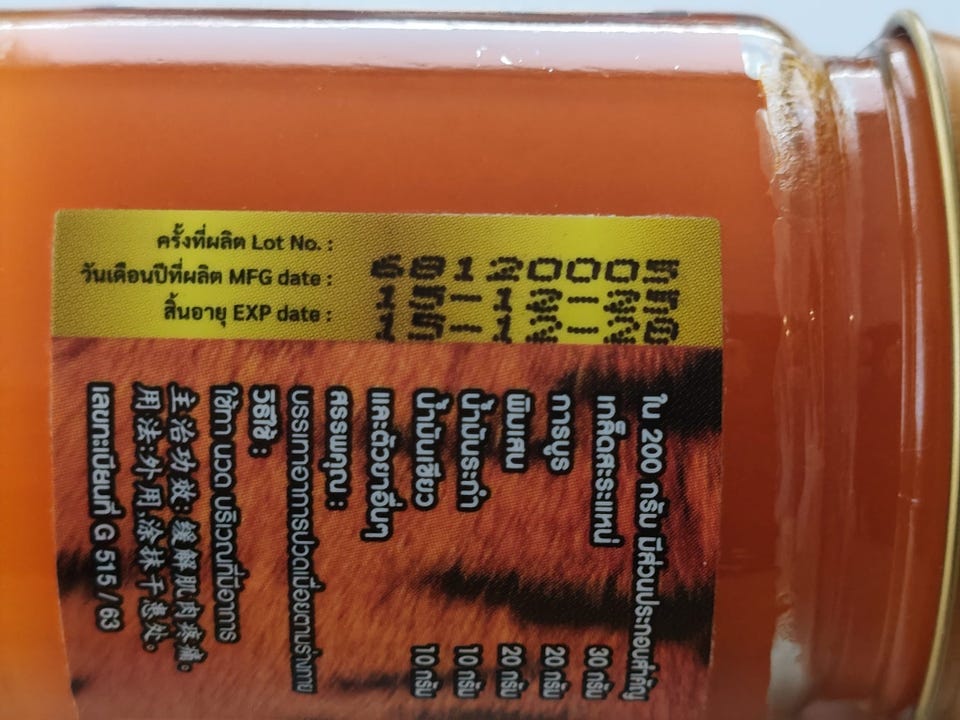 ครั้งที่ผลิต Lot No. : 68120005
วันเดือนปีที่ผลิต MFG date :
สิ้นอายุ EXP date :
ใน 200 กรัม มีส่วนประกอบสำคัญ
เกล็ดสะระแหน่ 30 กรัม
การบูร 20 กรัม
พิมเสน 20 กรัม
น้ำมันระกำ 10 กรัม
น้ำมันเขียว 10 กรัม
และตัวยาอื่นๆ
สรรพคุณ :
บรรเทาอาการปวดเมื่อยตามร่างกาย
วิธีใช้ :
ใช้ทา นวด บริเวณที่มีอาการ
主治功效:緩解肌肉疼痛。
用法:外用涂抹于患处。
เลขทะเบียนที่ G 515 / 63